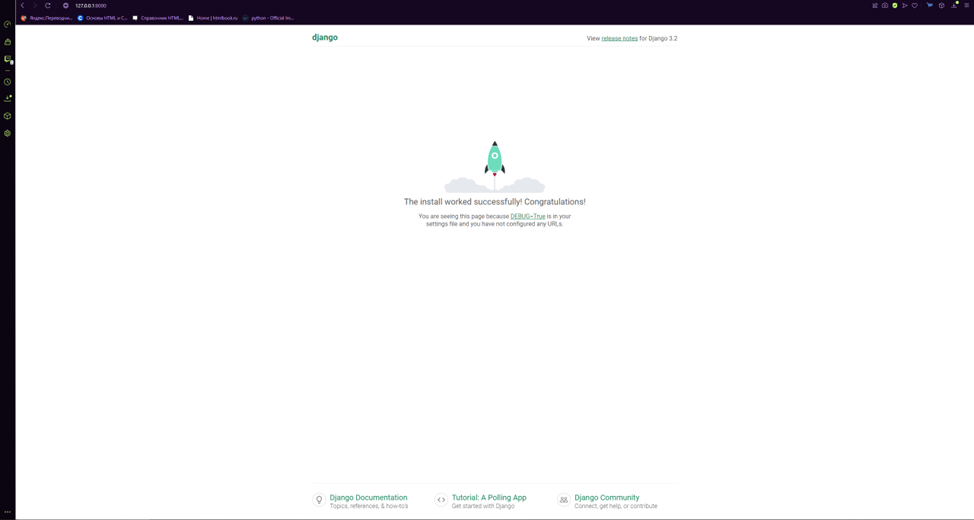 127.0.0.1:8000
Яндекс.Переводчи...
Основы HTML и C...
Справочник HTML...
Home | htmlbook.ru
python - Official Im...
django
View release notes for Django 3.2
The install worked successfully! Congratulations!
You are seeing this page because DEBUG=True is in your
settings file and you have not configured any URLs.
Django Documentation
Topics, references, & how-to's
Tutorial: A Polling App
Get started with Django
Django Community
Connect, get help, or contribute